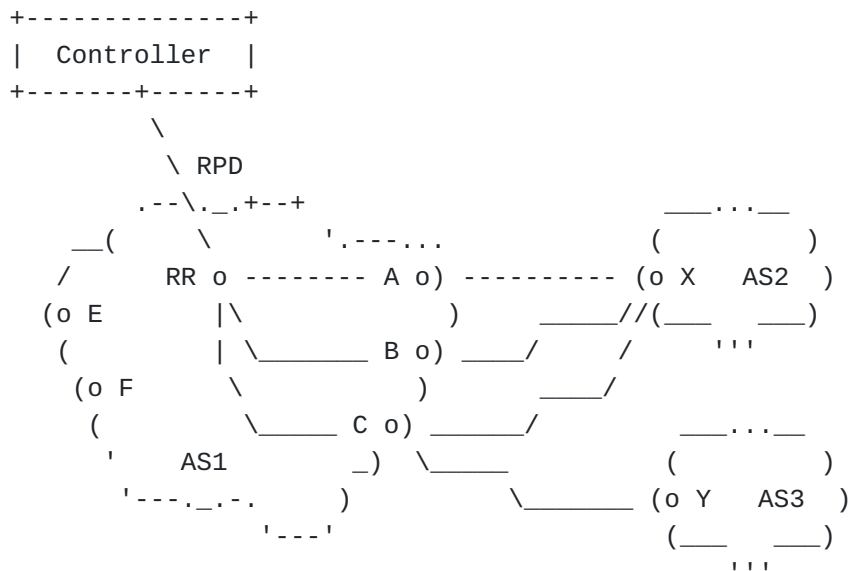 Controller
RPD
RR o A o) (o X AS2 )
(o E
B o)
(o F
C o)
AS1
(o Y AS3 )